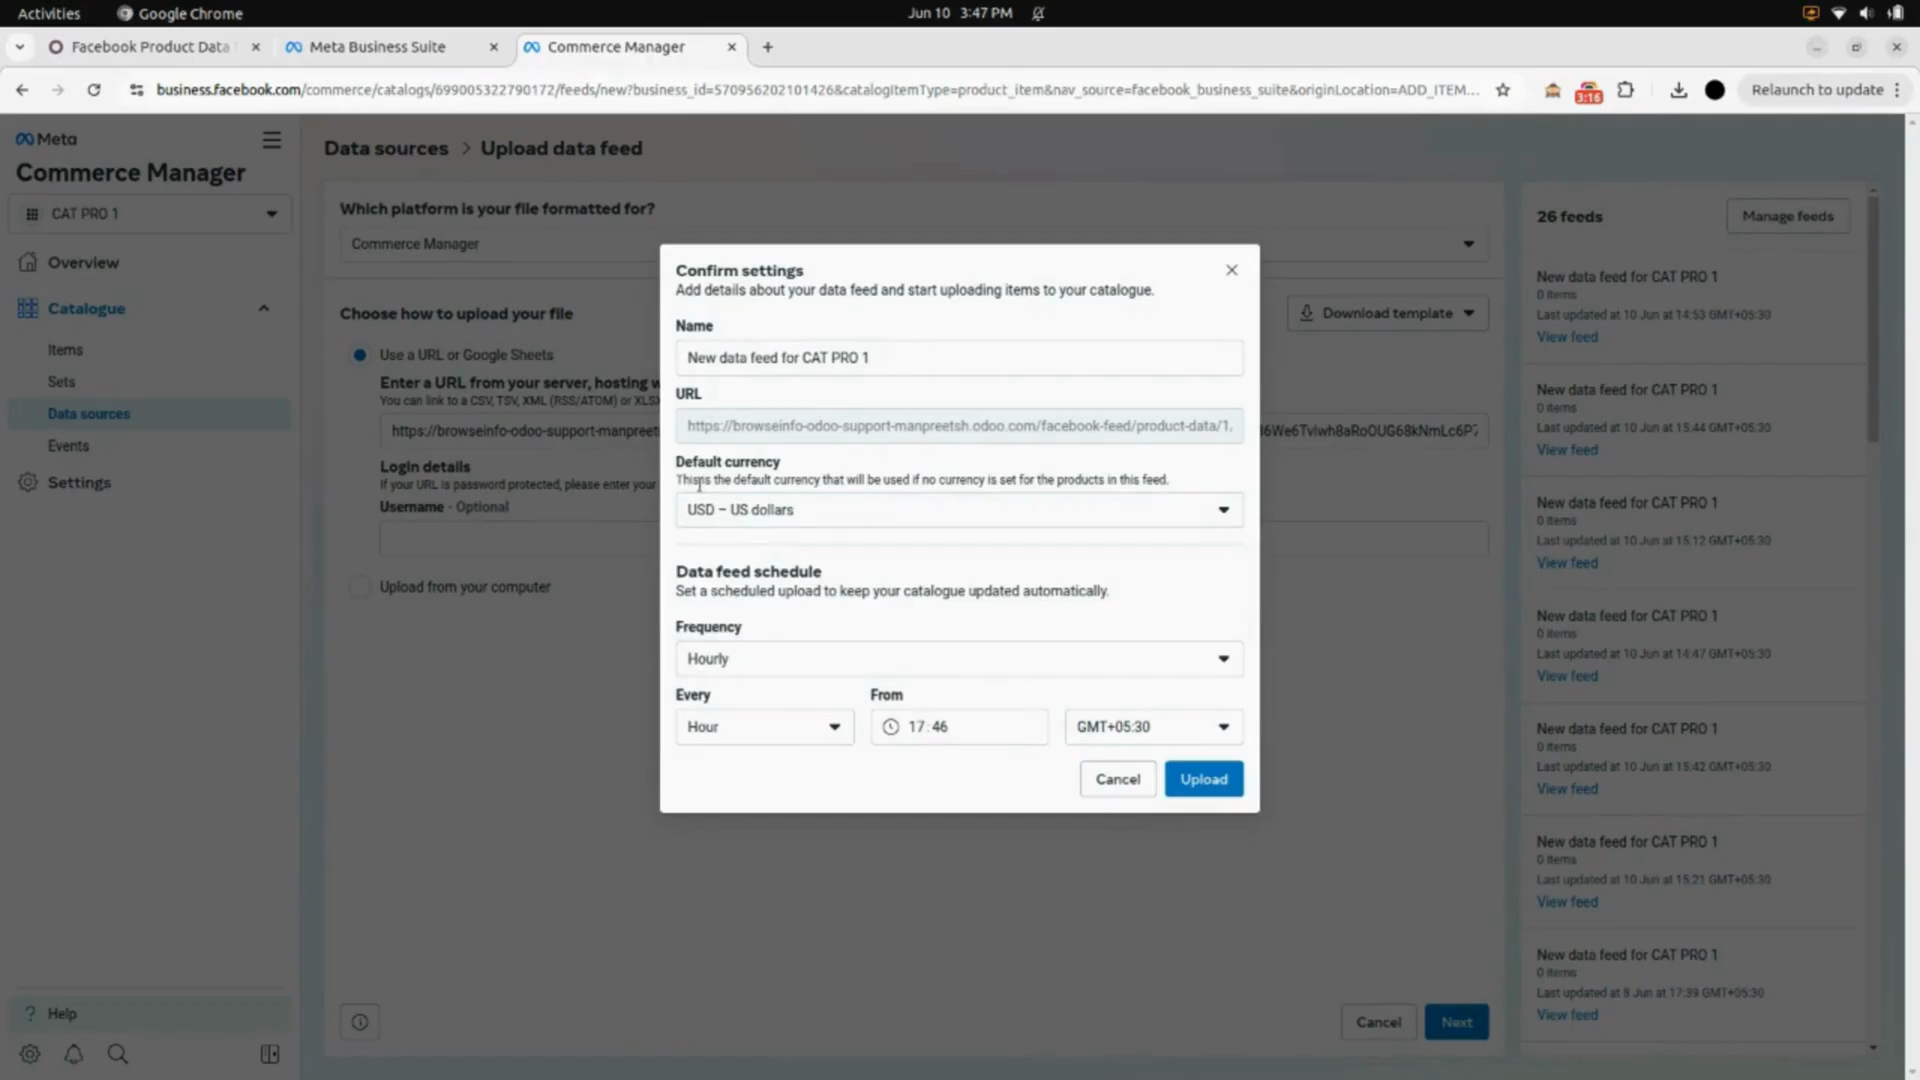 Activities
Google Chrome
Jun 10 3:47 PM
Facebook Product Data
Meta Business Suite
Commerce Manager
business.facebook.com/commerce/catalogs/699005322790172/feeds/new?business_id=570956202101426&catalogItemType=product_item&nav_source=facebook_business_suite&originLocation=ADD_ITEM...
3:16
Relaunch to update
Meta
Commerce Manager
CAT PRO 1
Overview
Catalogue
Items
Sets
Data sources
Events
Settings
Help
Data sources > Upload data feed
Which platform is your file formatted for?
Commerce Manager
Choose how to upload your file
Download template
Use a URL or Google Sheets
Enter a URL from your server, hosting w
You can link to a CSV, TSV, XML (RSS/ATOM) or XLS
https://browseinfo-odoo-support-manpreets
Login details
If your URL is password protected, please enter your
Username - Optional
Upload from your computer
Cancel
Next
Confirm settings
Add details about your data feed and start uploading items to your catalogue.
Name
New data feed for CAT PRO 1
URL
https://browseinfo-odoo-support-manpreetsh.odoo.com/facebook-feed/product-data/1.
Default currency
This is the default currency that will be used if no currency is set for the products in this feed.
USD – US dollars
Data feed schedule
Set a scheduled upload to keep your catalogue updated automatically.
Frequency
Hourly
Every
From
Hour
17:46
GMT+05:30
Cancel
Upload
26 feeds
Manage feeds
New data feed for CAT PRO 1
0 items
Last updated at 10 Jun at 14:53 GMT+05:30
View feed
New data feed for CAT PRO 1
0 items
Last updated at 10 Jun at 15:44 GMT+05:30
View feed
New data feed for CAT PRO 1
0 items
Last updated at 10 Jun at 15:12 GMT+05:30
View feed
New data feed for CAT PRO 1
0 items
Last updated at 10 Jun at 14:47 GMT+05:30
View feed
New data feed for CAT PRO 1
0 items
Last updated at 10 Jun at 15:42 GMT+05:30
View feed
New data feed for CAT PRO 1
0 items
Last updated at 10 Jun at 15:21 GMT+05:30
View feed
New data feed for CAT PRO 1
0 items
Last updated at 8 Jun at 17:39 GMT+05:30
View feed